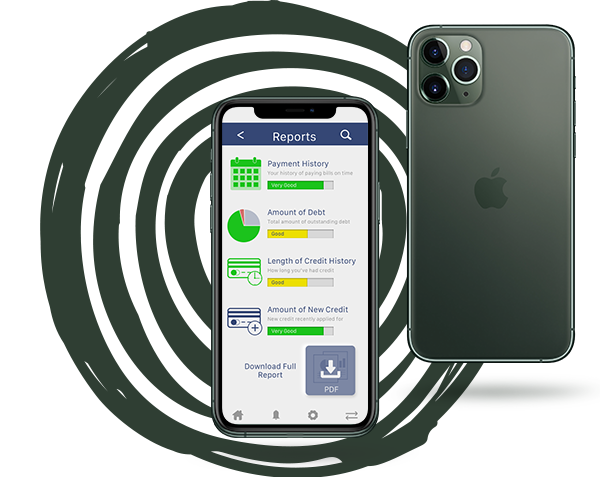 Reports
Payment History
Your history of paying bills on time
Very Good
Amount of Debt
Total amount of outstanding debt
Good
Length of Credit History
How long you've had credit
Good
Amount of New Credit
New credit recently applied for
Very Good
Download Full
Report
PDF